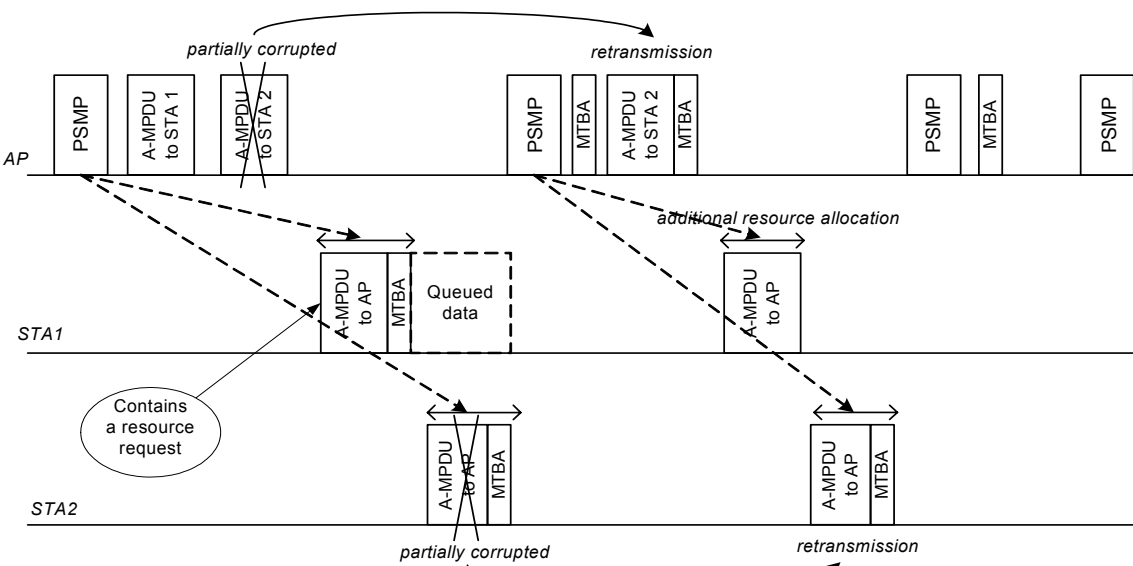 partially corrupted
retransmission
PSMP
A-MPDU
to STA 1
A-MPDU
to STA 2
PSMP
MTBA
A-MPDU
to STA 2
MTBA
PSMP
MTBA
PSMP
AP
additional resource allocation
A-MPDU
to AP
MTBA
Queued
data
A-MPDU
to AP
STA1
Contains
a resource
request
A-MPDU
to AP
MTBA
A-MPDU
to AP
MTBA
STA2
partially corrupted
retransmission